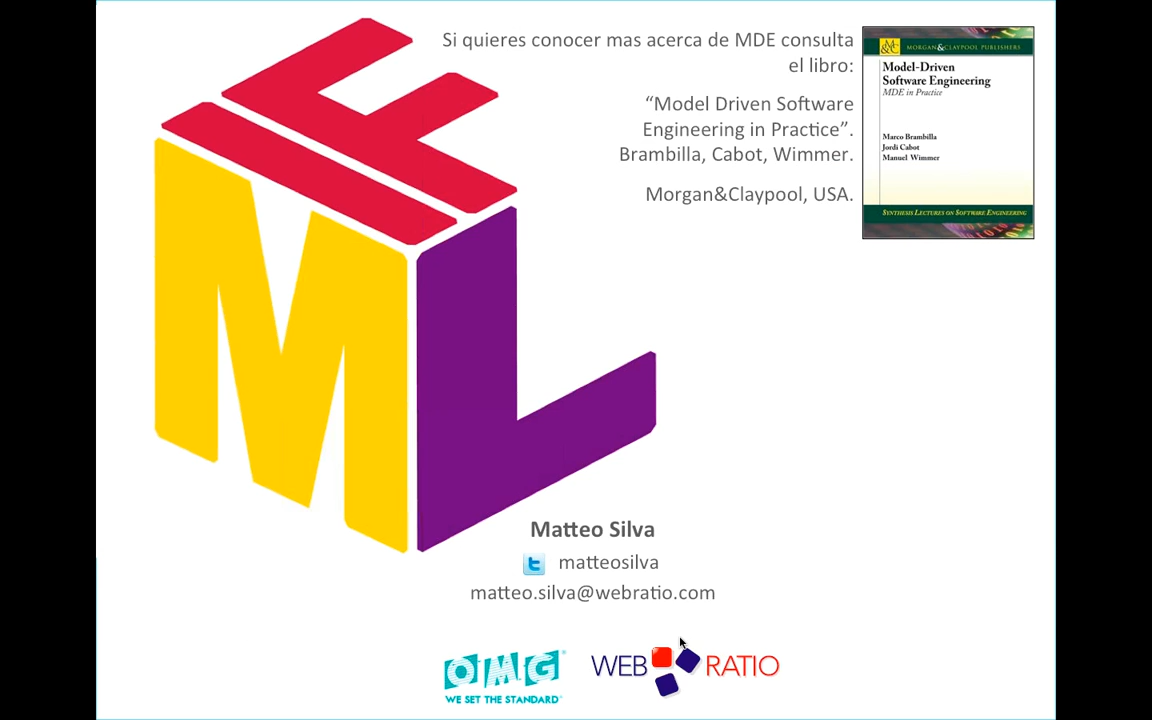 Si quieres conocer mas acerca de MDE consulta
el libro:
“Model Driven Software
Engineering in Practice”.
Brambilla, Cabot, Wimmer.
Morgan&Claypool, USA.
M&C
MORGAN&CLAYPOOL PUBLISHERS
Model-Driven
Software Engineering
MDE in Practice
Marco Brambilla
Jordi Cabot
Manuel Wimmer
SYNTHESIS LECTURES ON SOFTWARE ENGINEERING
IF
ML
Matteo Silva
matteosilva
matteo.silva@webratio.com
OMG
WE SET THE STANDARD
WEB RATIO